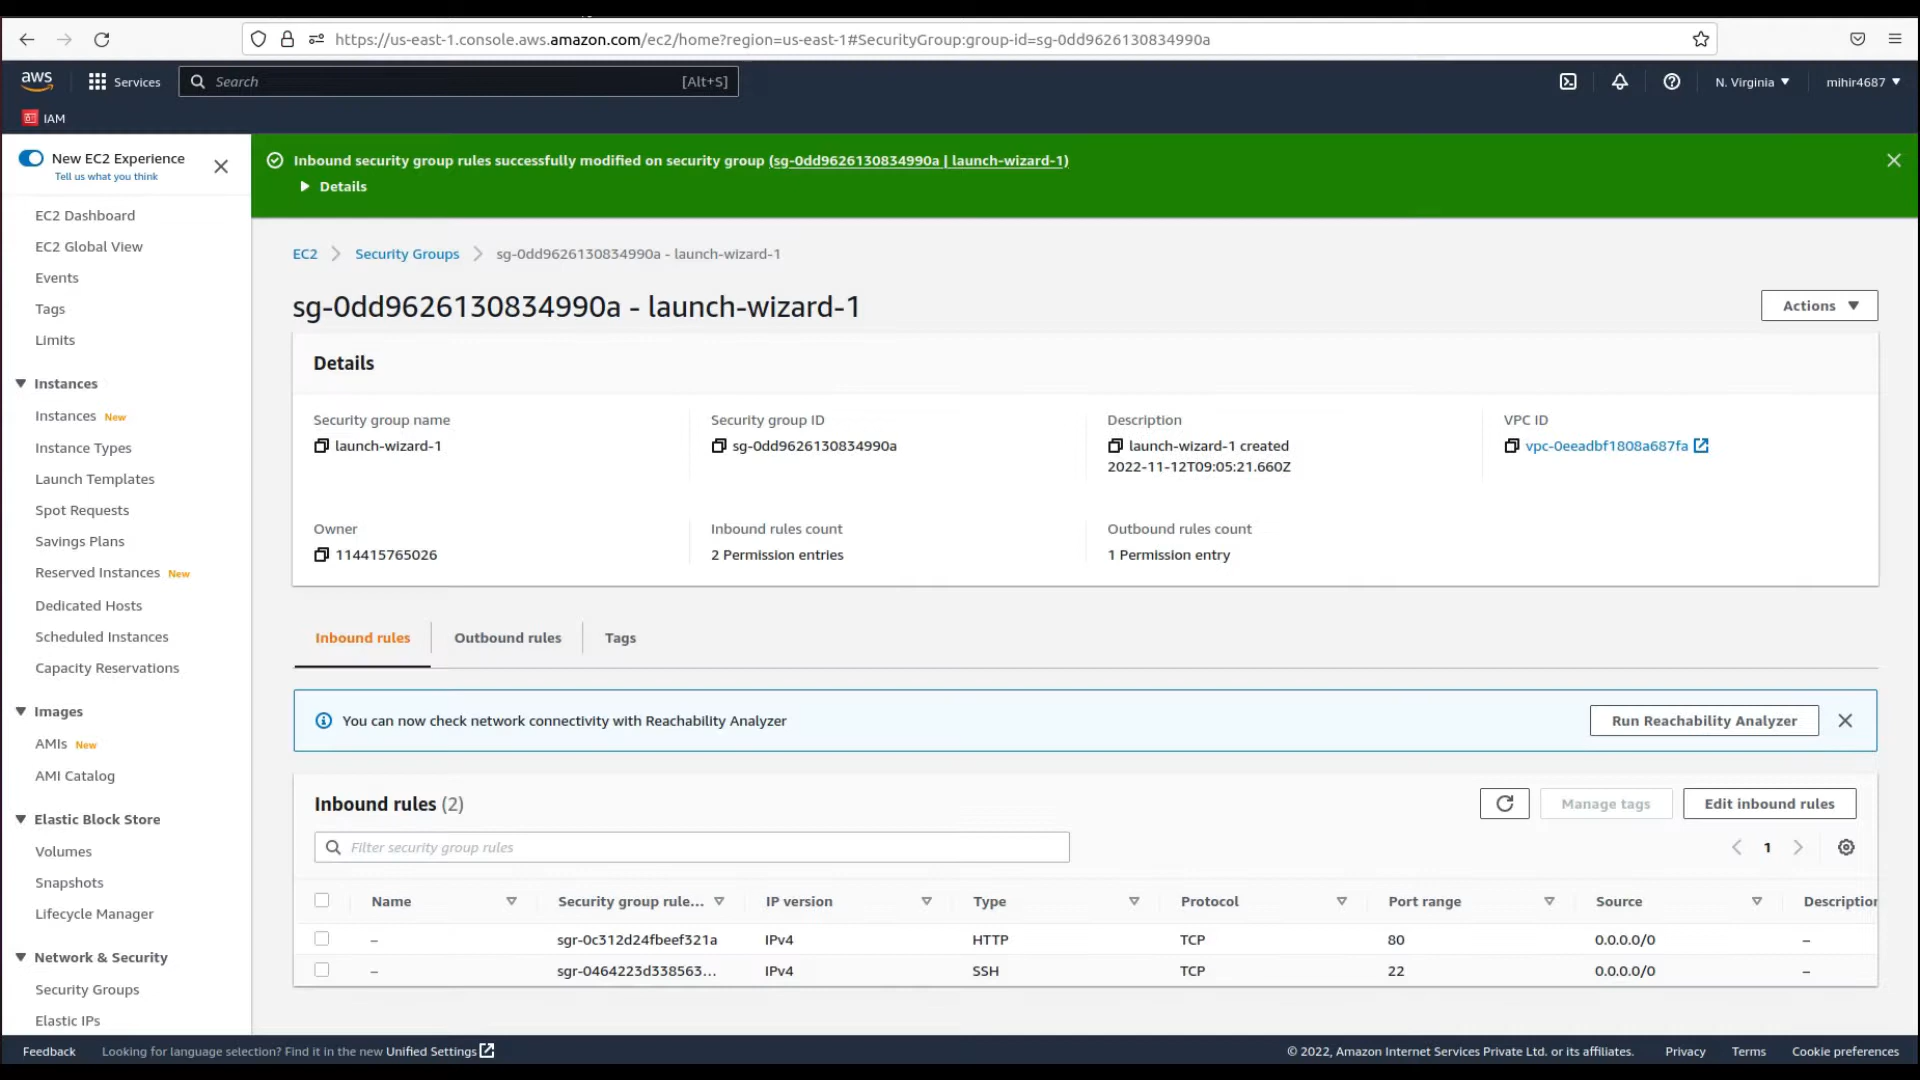 https://us-east-1.console.aws.amazon.com/ec2/home?region=us-east-1#SecurityGroup:group-id=sg-0dd9626130834990a
aws
Services
Search
[Alt+S]
N. Virginia
mihir4687
IAM
New EC2 Experience
Tell us what you think
Inbound security group rules successfully modified on security group (sg-0dd9626130834990a | launch-wizard-1)
Details
EC2 Dashboard
EC2 Global View
Events
Tags
Limits
Instances
Instances New
Instance Types
Launch Templates
Spot Requests
Savings Plans
Reserved Instances New
Dedicated Hosts
Scheduled Instances
Capacity Reservations
Images
AMIs New
AMI Catalog
Elastic Block Store
Volumes
Snapshots
Lifecycle Manager
Network & Security
Security Groups
Elastic IPs
EC2 Security Groups sg-0dd9626130834990a - launch-wizard-1
sg-0dd9626130834990a - launch-wizard-1
Actions
Details
Security group name
launch-wizard-1
Security group ID
sg-0dd9626130834990a
Description
launch-wizard-1 created
2022-11-12T09:05:21.660Z
VPC ID
vpc-0eeadbf1808a687fa
Owner
114415765026
Inbound rules count
2 Permission entries
Outbound rules count
1 Permission entry
Inbound rules Outbound rules Tags
You can now check network connectivity with Reachability Analyzer
Run Reachability Analyzer
Inbound rules (2)
Manage tags
Edit inbound rules
Filter security group rules
1
Name Security group rule... IP version Type Protocol Port range Source Description
– sgr-0c312d24fbeef321a IPv4 HTTP TCP 80 0.0.0.0/0 –
– sgr-0464223d338563... IPv4 SSH TCP 22 0.0.0.0/0 –
Feedback
Looking for language selection? Find it in the new Unified Settings
© 2022, Amazon Internet Services Private Ltd. or its affiliates.
Privacy
Terms
Cookie preferences